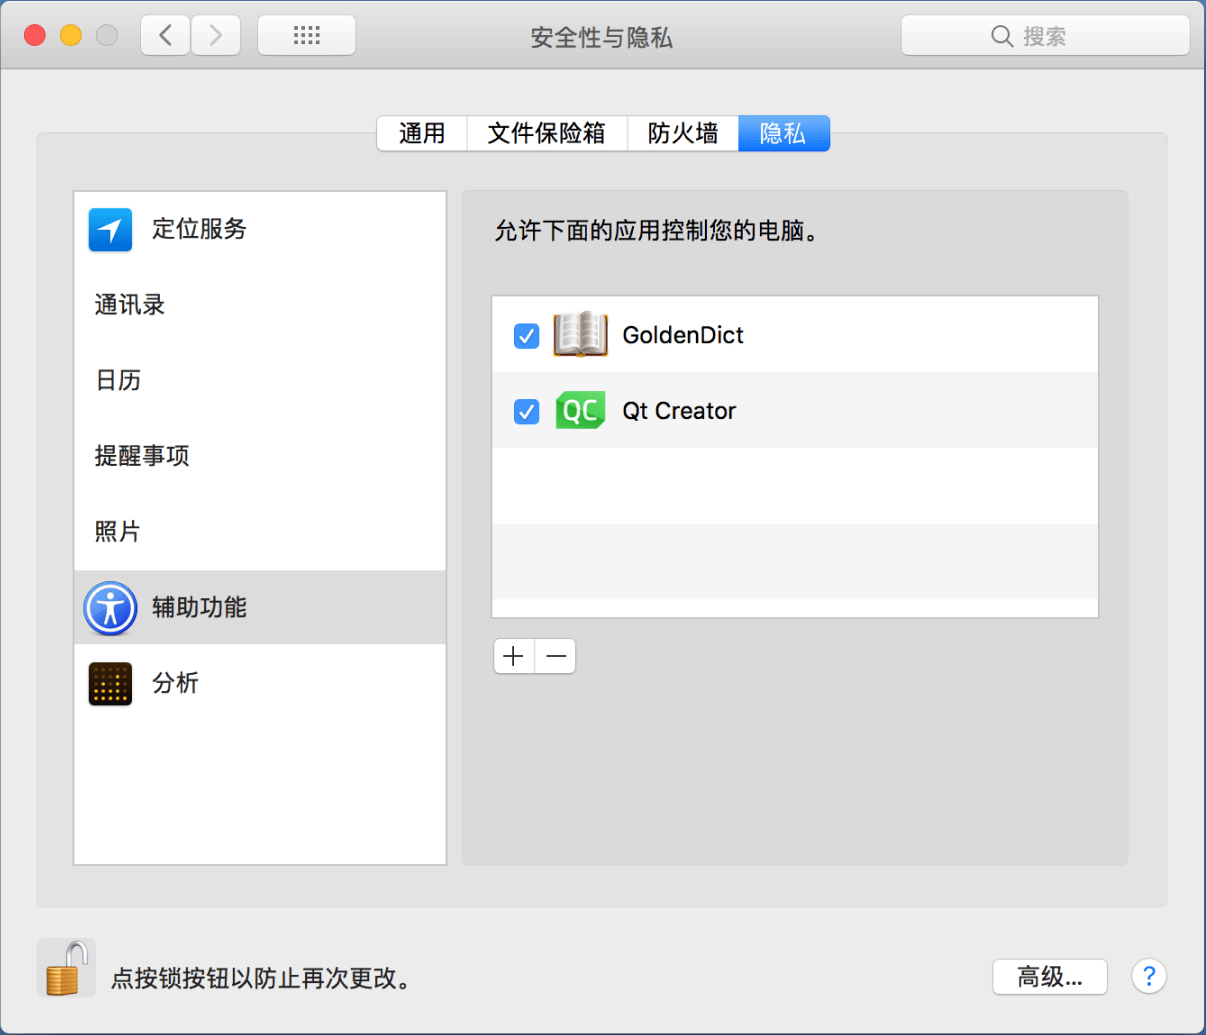 安全性与隐私
搜索
通用 文件保险箱 防火墙 隐私
定位服务
通讯录
日历
提醒事项
照片
辅助功能
分析
允许下面的应用控制您的电脑。
GoldenDict
QC Qt Creator
点按锁按钮以防止再次更改。
高级...
?